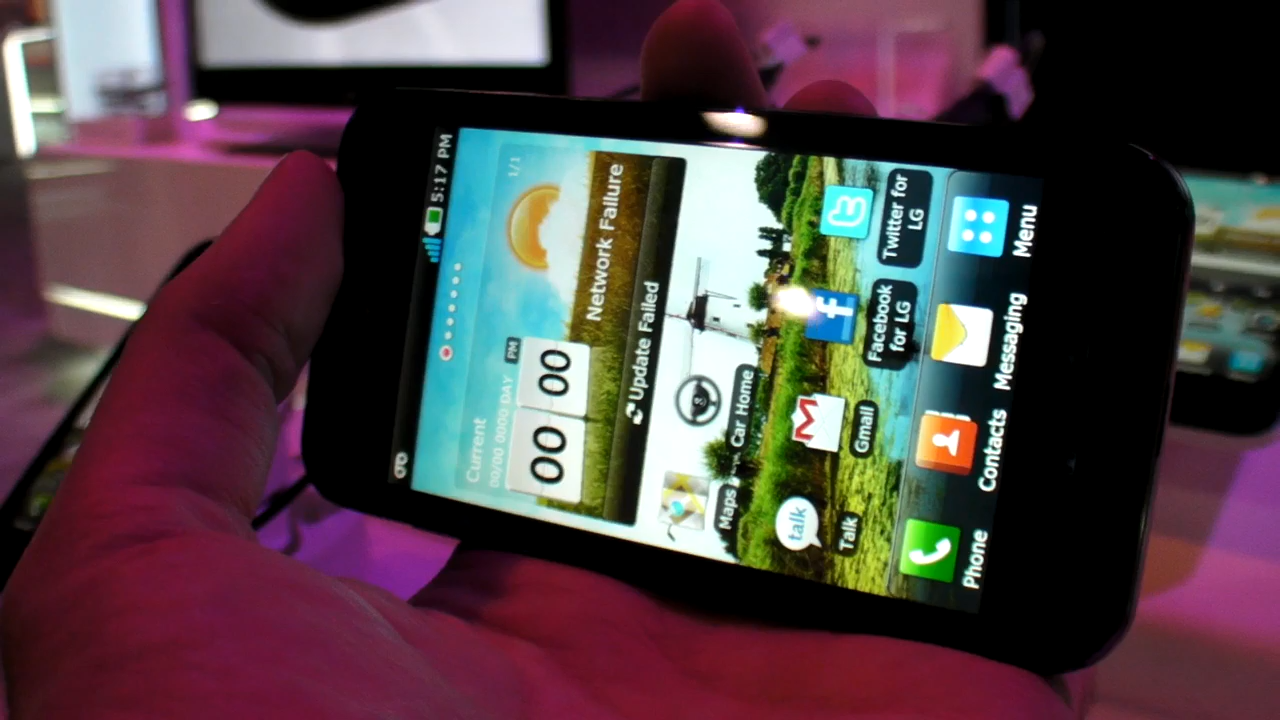 5:17 PM
1/1
Current
00/00 0000 DAY
PM
00 00
Network Failure
Update Failed
Maps
Car Home
talk
Talk
M
Gmail
f
Facebook
for LG
t
Twitter for
LG
Phone
Contacts
Messaging
Menu